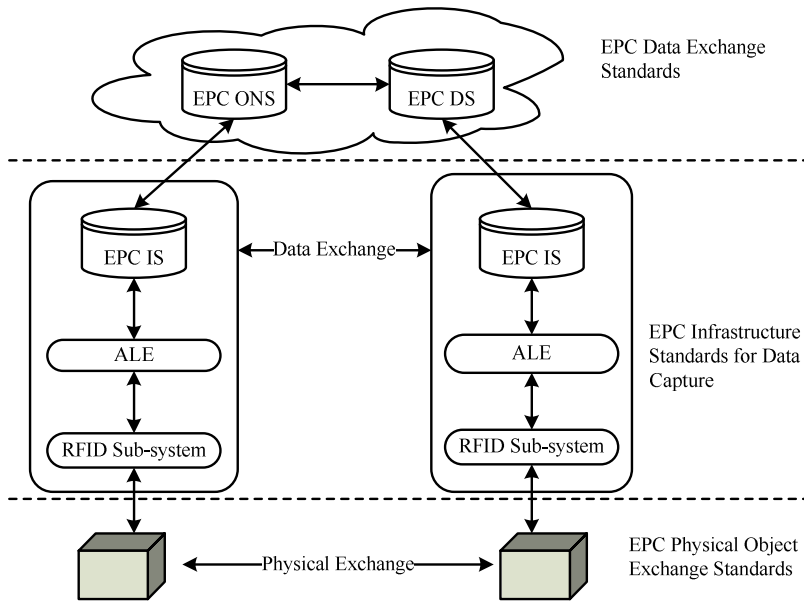 EPC Data Exchange
Standards
EPC ONS
EPC DS
EPC IS
Data Exchange
EPC IS
ALE
ALE
EPC Infrastructure
Standards for Data
Capture
RFID Sub-system
RFID Sub-system
Physical Exchange
EPC Physical Object
Exchange Standards